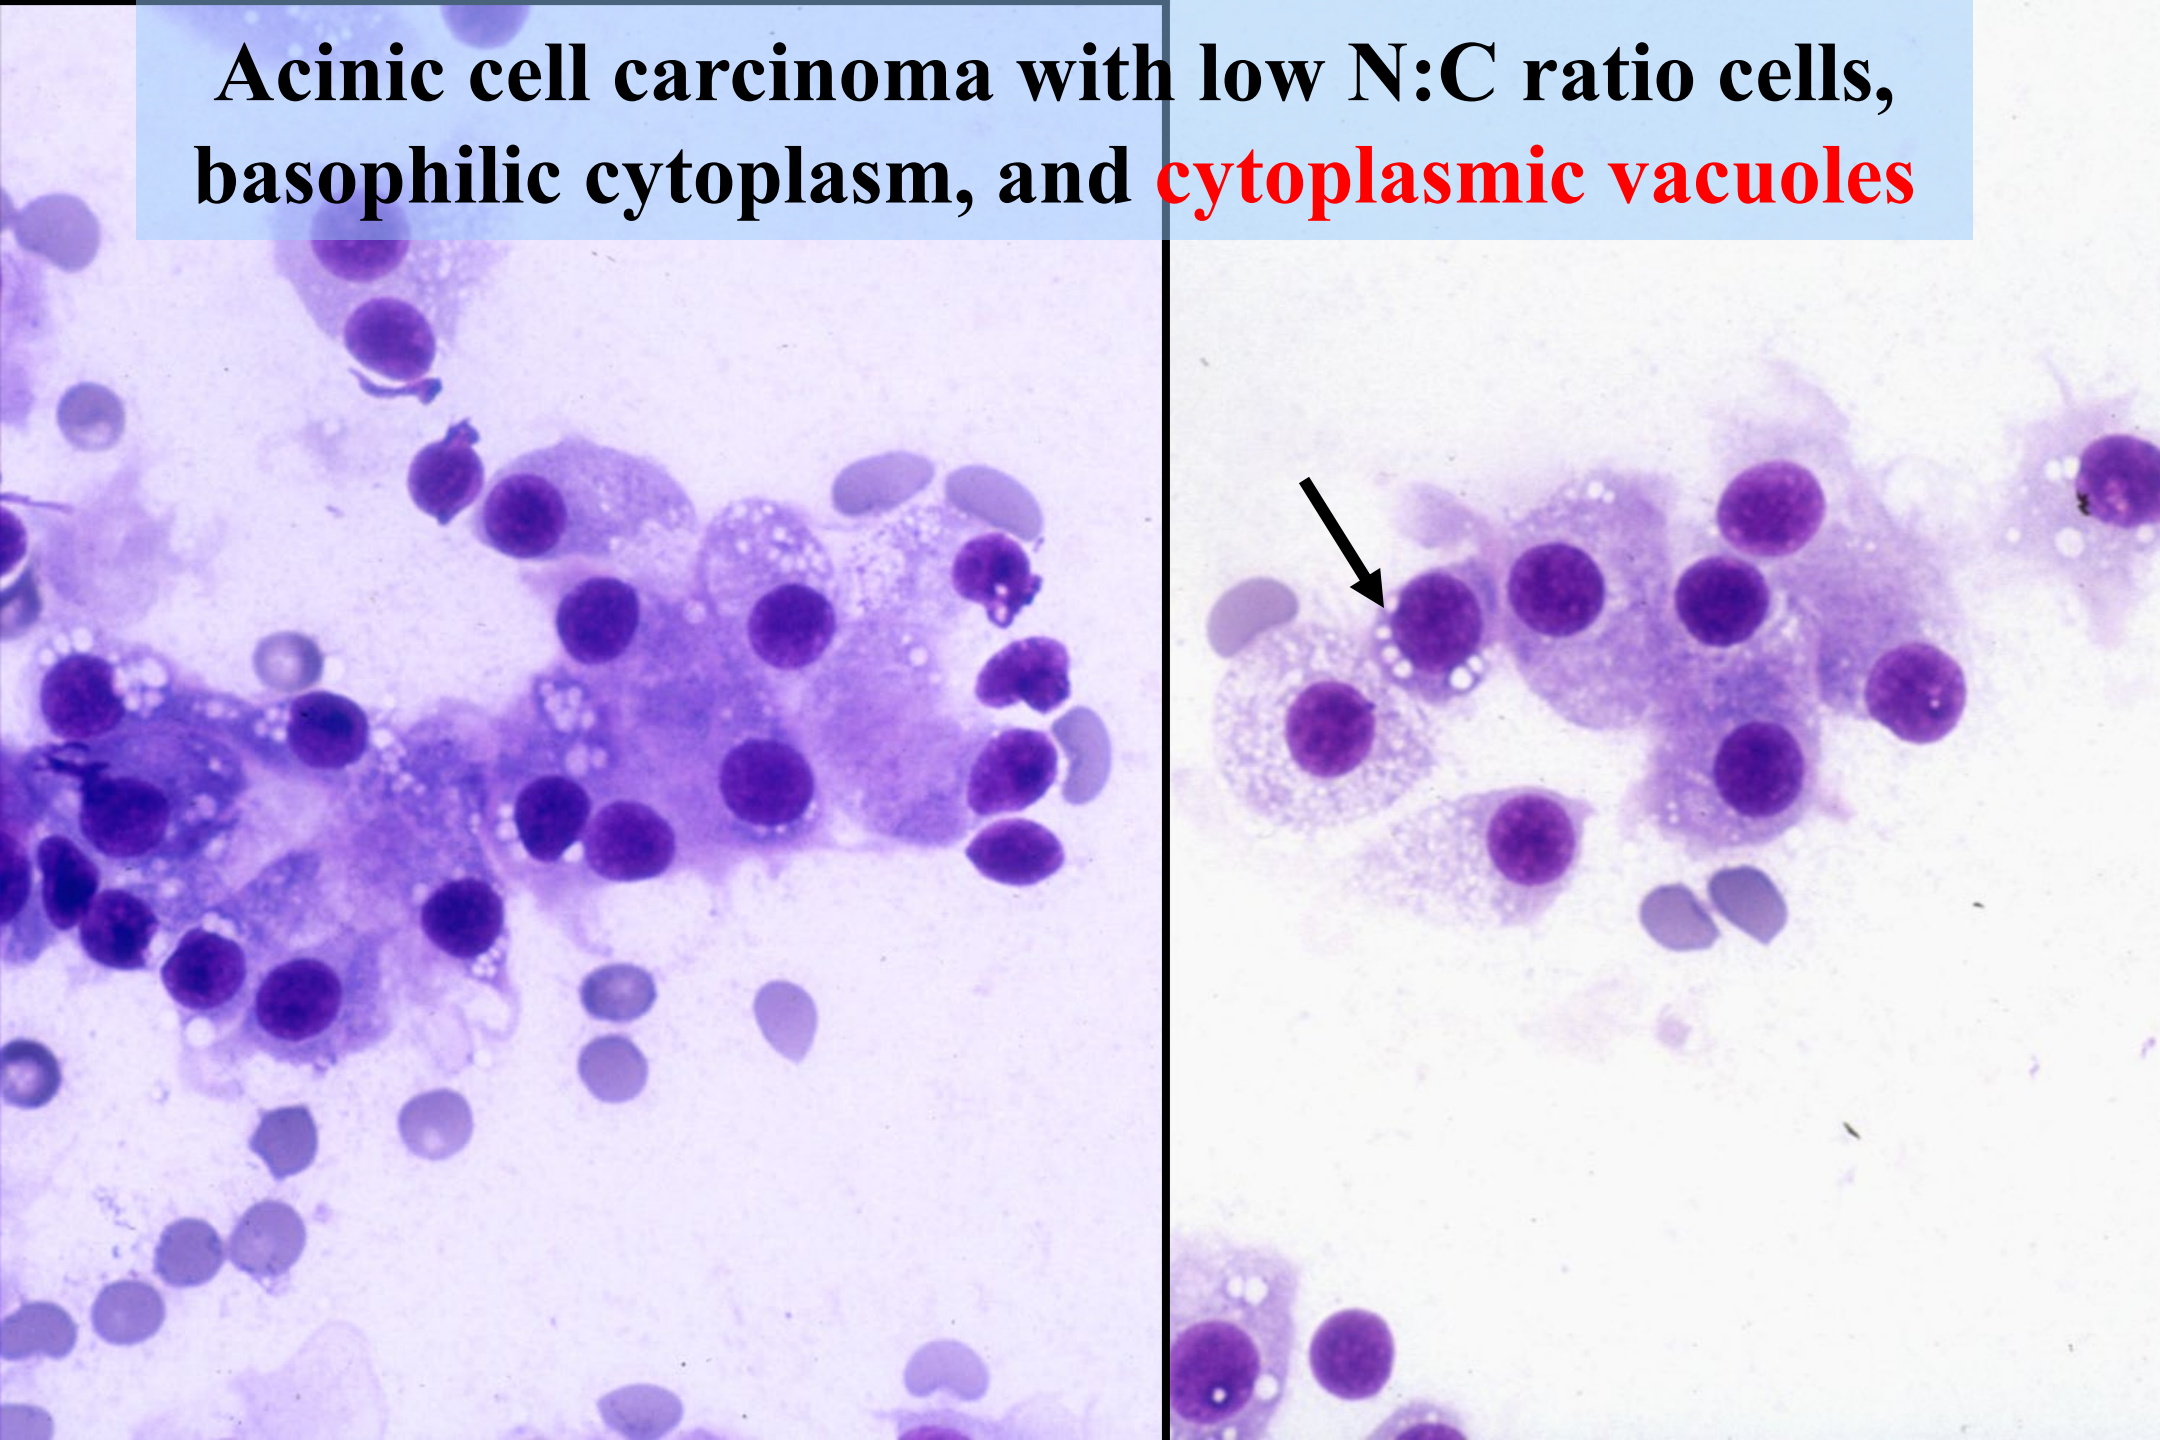 Acinic cell carcinoma with low N:C ratio cells,
basophilic cytoplasm, and cytoplasmic vacuoles